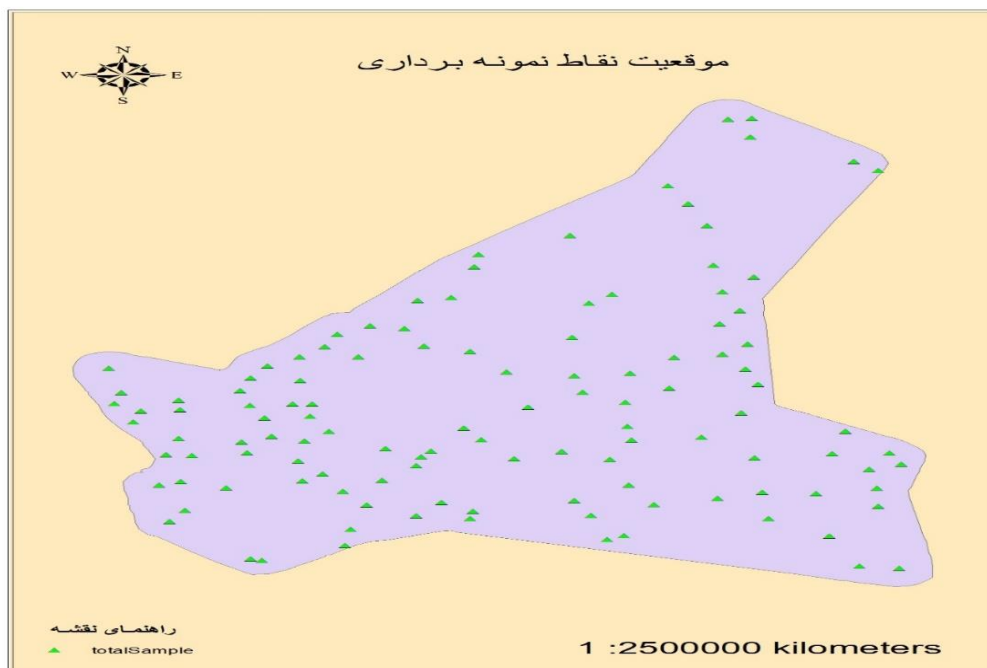 موقعیت نقاط نمونه برداری
N
W E
S
راهنمای نقشه
totalSample
1 :2500000 kilometers